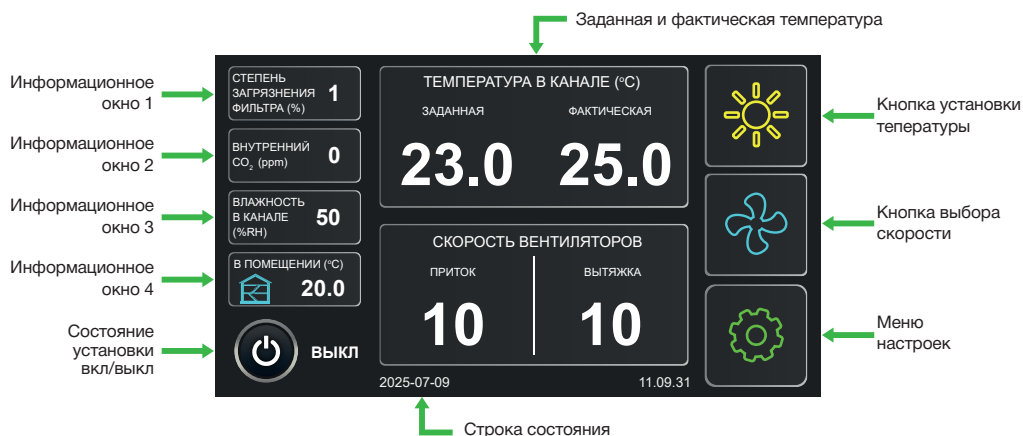 Заданная и фактическая температура
Информационное
окно 1
Информационное
окно 2
Информационное
окно 3
Информационное
окно 4
Состояние
установки
вкл/выкл
СТЕПЕНЬ
ЗАГРЯЗНЕНИЯ
ФИЛЬТРА (%)
1
ВНУТРЕННИЙ
CO2 (ppm)
0
ВЛАЖНОСТЬ
В КАНАЛЕ
(%RH)
50
В ПОМЕЩЕНИИ (°C)
20.0
ВЫКЛ
ТЕМПЕРАТУРА В КАНАЛЕ (°C)
ЗАДАННАЯ ФАКТИЧЕСКАЯ
23.0 25.0
СКОРОСТЬ ВЕНТИЛЯТОРОВ
ПРИТОК ВЫТЯЖКА
10 10
2025-07-09 11.09.31
Кнопка установки
тепературы
Кнопка выбора
скорости
Меню
настроек
Строка состояния